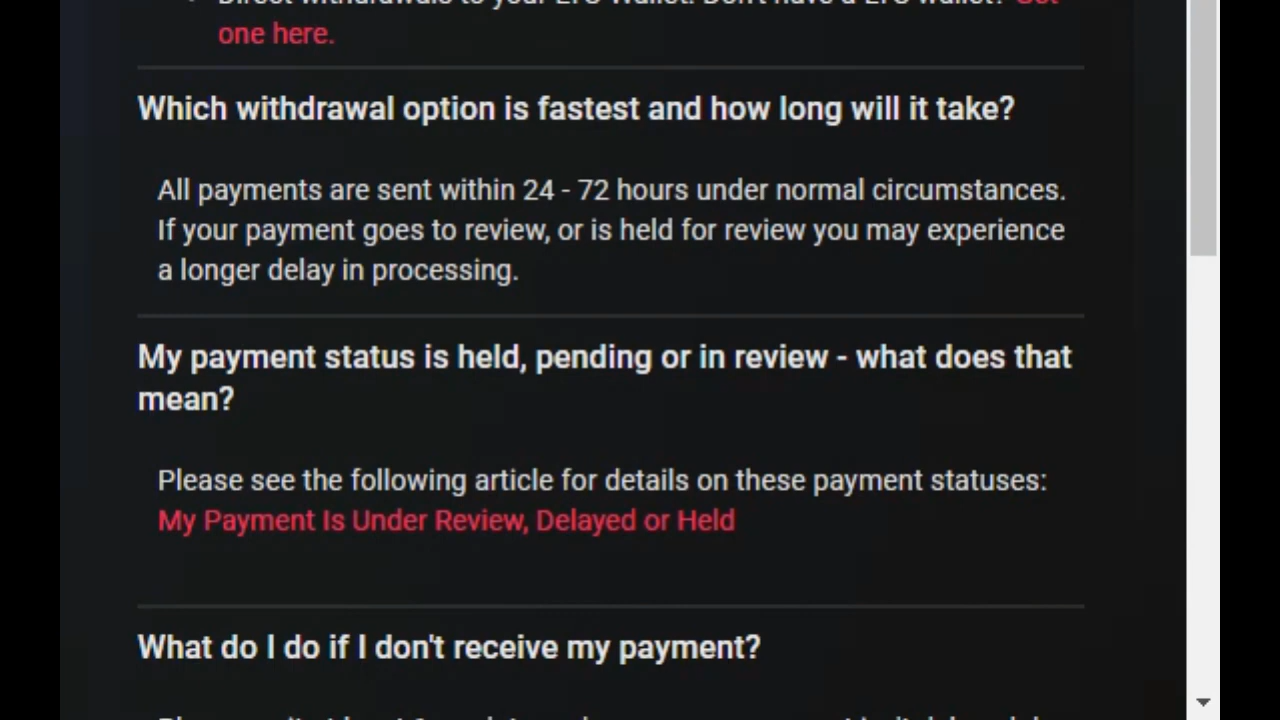 one here.
Which withdrawal option is fastest and how long will it take?
All payments are sent within 24 - 72 hours under normal circumstances.
If your payment goes to review, or is held for review you may experience
a longer delay in processing.
My payment status is held, pending or in review - what does that
mean?
Please see the following article for details on these payment statuses:
My Payment Is Under Review, Delayed or Held
What do I do if I don't receive my payment?